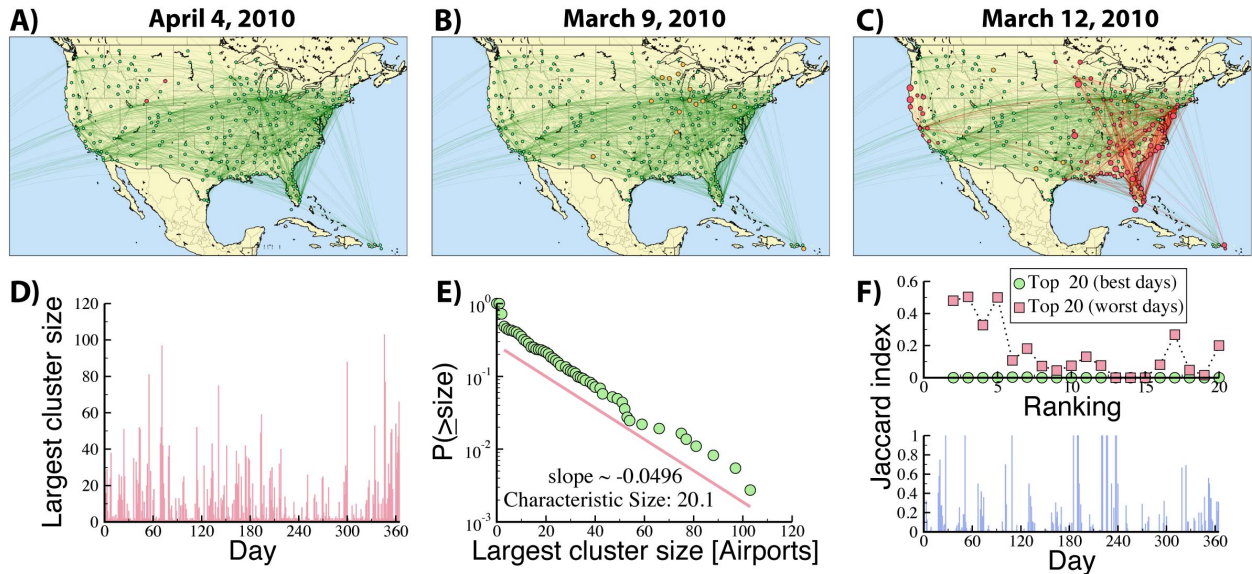 A) April 4, 2010
B) March 9, 2010
C) March 12, 2010
D)
Largest cluster size
120
100
80
60
40
20
0
0 60 120 180 240 300 360
Day
E)
P(≥size)
10^0
10^-1
10^-2
10^-3
slope ~ -0.0496
Characteristic Size: 20.1
0 20 40 60 80 100 120
Largest cluster size [Airports]
F)
Top 20 (best days)
Top 20 (worst days)
Jaccard index
0.6
0.4
0.2
0
0 5 10 15 20
Ranking
1
0.8
0.6
0.4
0.2
0
0 60 120 180 240 300 360
Day